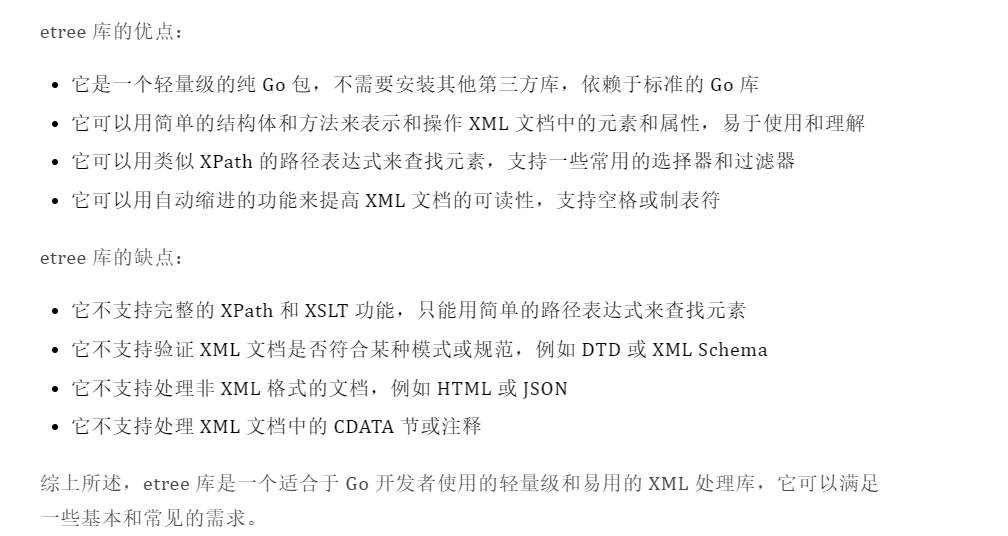 etree 库的优点：
它是一个轻量级的纯 Go 包，不需要安装其他第三方库，依赖于标准的 Go 库
它可以用简单的结构体和方法来表示和操作 XML 文档中的元素和属性，易于使用和理解
它可以用类似 XPath 的路径表达式来查找元素，支持一些常用的选择器和过滤器
它可以用自动缩进的功能来提高 XML 文档的可读性，支持空格或制表符
etree 库的缺点：
它不支持完整的 XPath 和 XSLT 功能，只能用简单的路径表达式来查找元素
它不支持验证 XML 文档是否符合某种模式或规范，例如 DTD 或 XML Schema
它不支持处理非 XML 格式的文档，例如 HTML 或 JSON
它不支持处理 XML 文档中的 CDATA 节或注释
综上所述，etree 库是一个适合于 Go 开发者使用的轻量级和易用的 XML 处理库，它可以满足
一些基本和常见的需求。